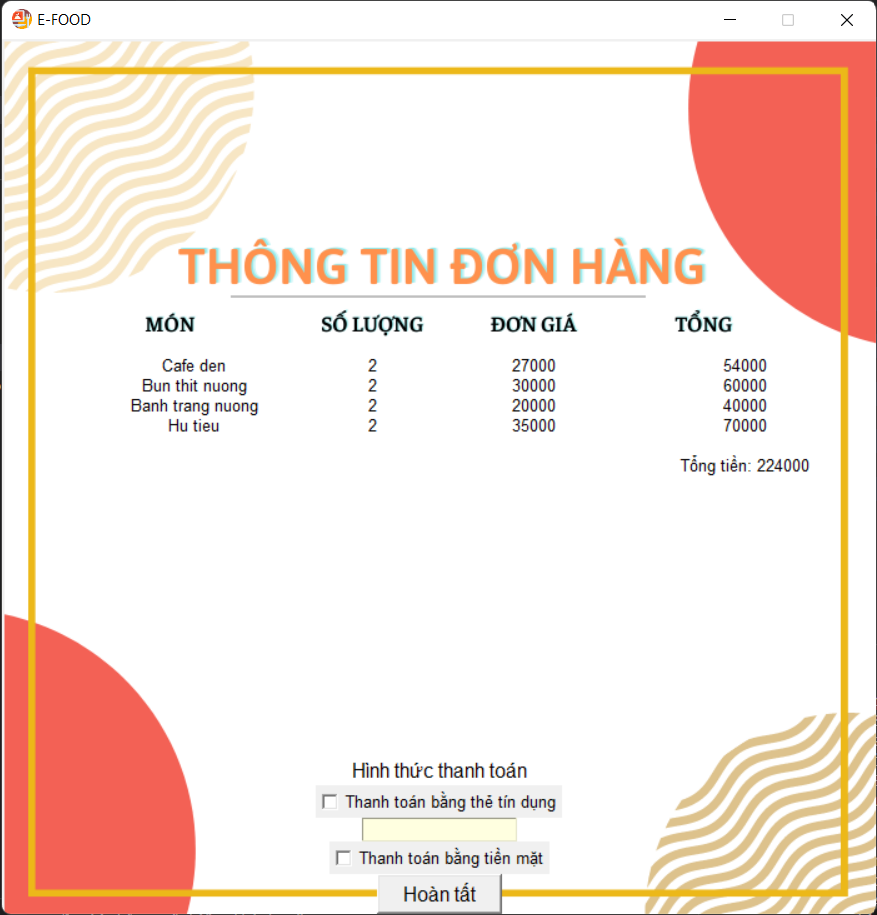 E-FOOD
THÔNG TIN ĐƠN HÀNG
MÓN SỐ LƯỢNG ĐƠN GIÁ TỔNG
Cafe den 2 27000 54000
Bun thit nuong 2 30000 60000
Banh trang nuong 2 20000 40000
Hu tieu 2 35000 70000
Tổng tiền: 224000
Hình thức thanh toán
Thanh toán bằng thẻ tín dụng
Thanh toán bằng tiền mặt
Hoàn tất